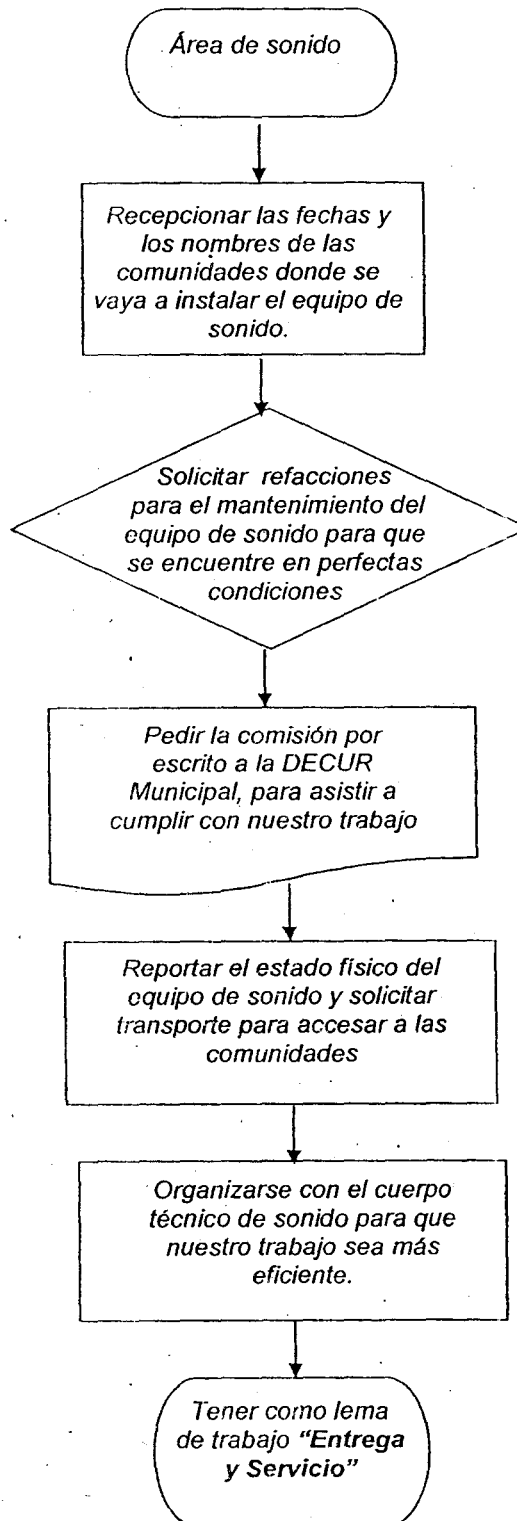 Área de sonido
Recepcionar las fechas y
los nombres de las
comunidades donde se
vaya a instalar el equipo de
sonido.
Solicitar refacciones
para el mantenimiento del
equipo de sonido para que
se encuentre en perfectas
condiciones
Pedir la comisión por
escrito a la DECUR
Municipal, para asistir a
cumplir con nuestro trabajo
Reportar el estado físico del
equipo de sonido y solicitar
transporte para accesar a las
comunidades
Organizarse con el cuerpo
técnico de sonido para que
nuestro trabajo sea más
eficiente.
Tener como lema
de trabajo “Entrega
y Servicio”